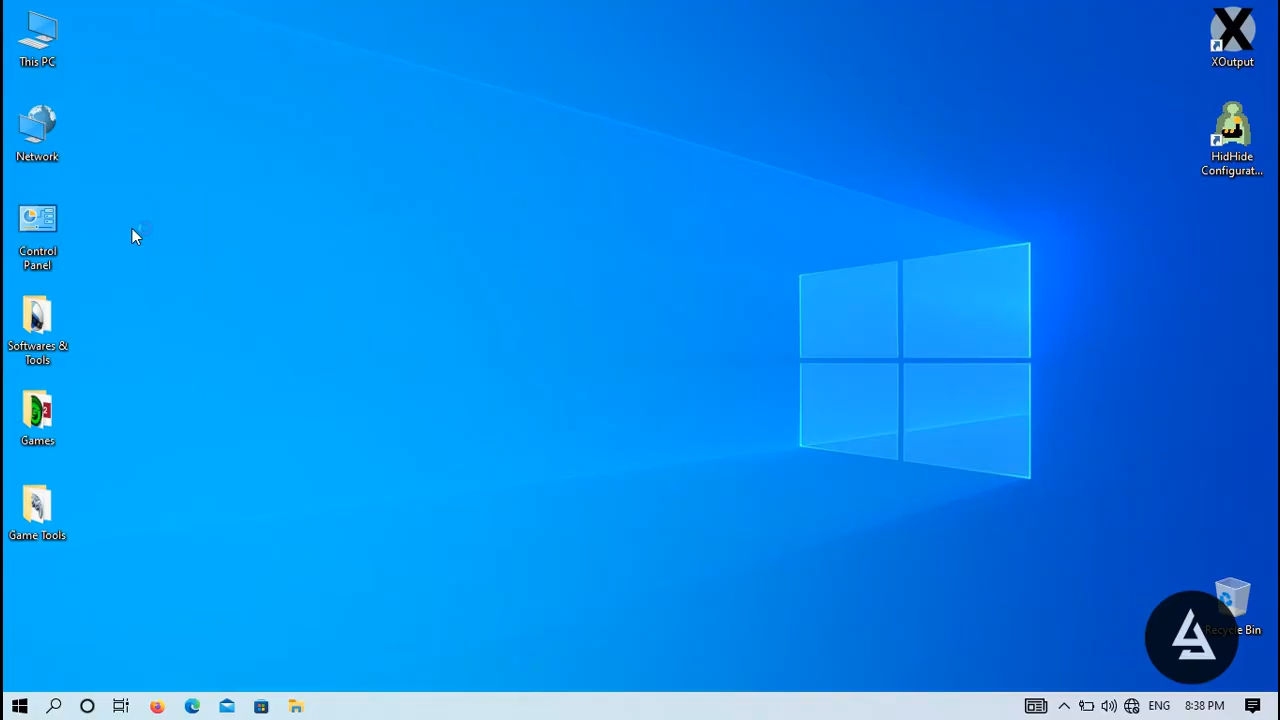 This PC
Network
Control
Panel
Softwares &
Tools
Games
Game Tools
XOutput
HidHide
Configurat...
Recycle Bin
ENG
8:38 PM